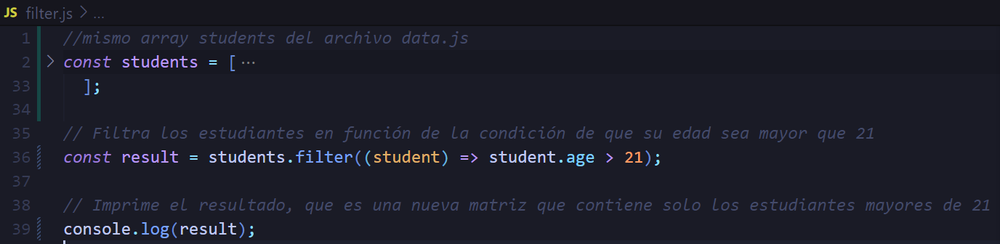 JS filter.js > ...
1 //mismo array students del archivo data.js
2 > const students = [ ···
33 ];
34
35 // Filtra los estudiantes en función de la condición de que su edad sea mayor que 21
36 const result = students.filter((student) => student.age > 21);
37
38 // Imprime el resultado, que es una nueva matriz que contiene solo los estudiantes mayores de 21
39 console.log(result);